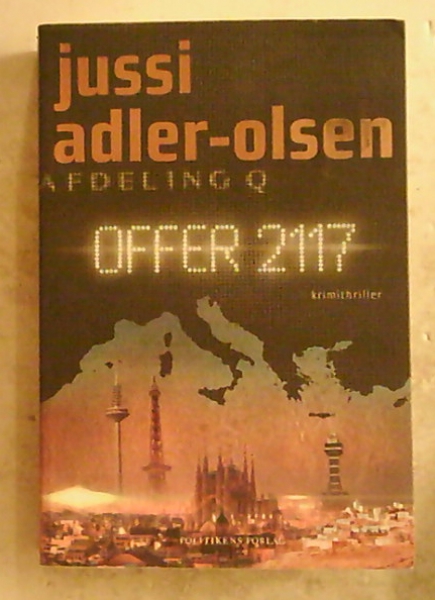 jussi
adler-olsen
AFDELING Q
OFFER 2117
krimithriller
POLITIKENS FORLAG